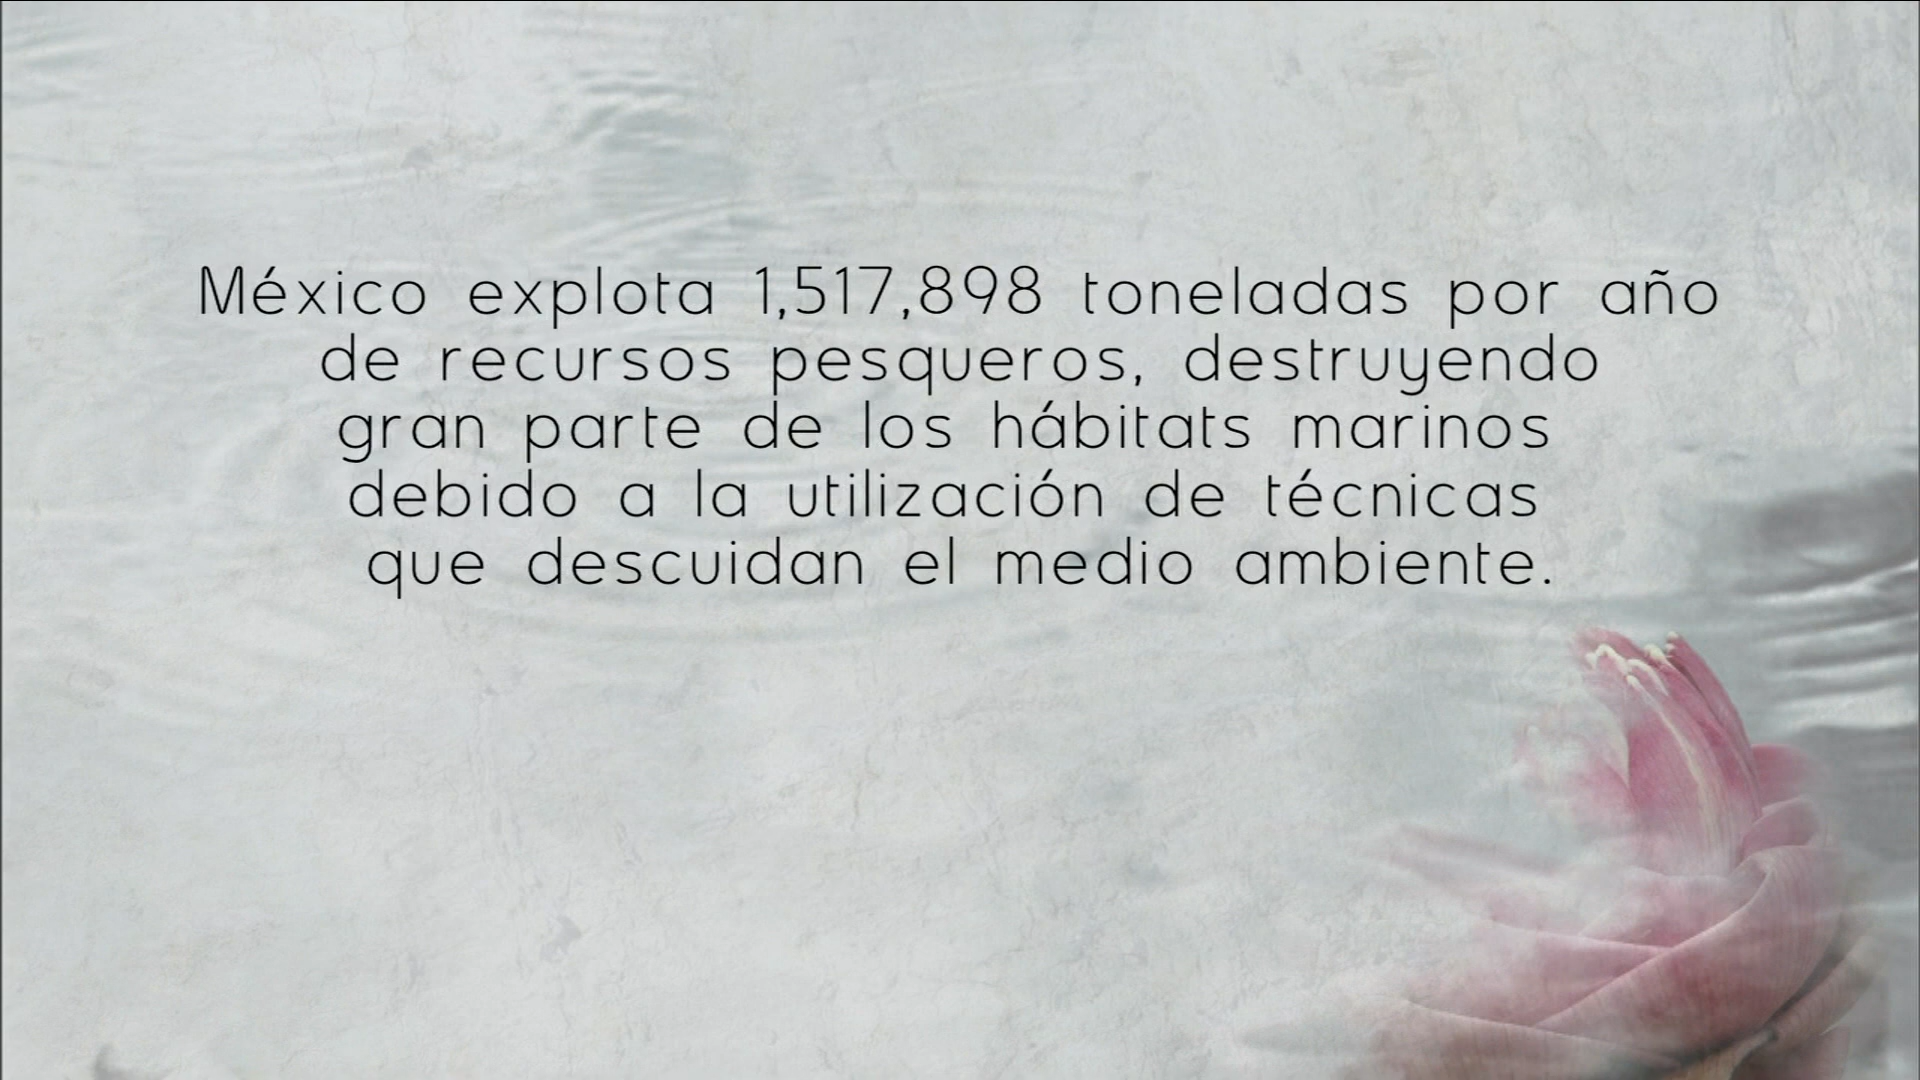 México explota 1,517,898 toneladas por año
de recursos pesqueros, destruyendo
gran parte de los hábitats marinos
debido a la utilización de técnicas
que descuidan el medio ambiente.